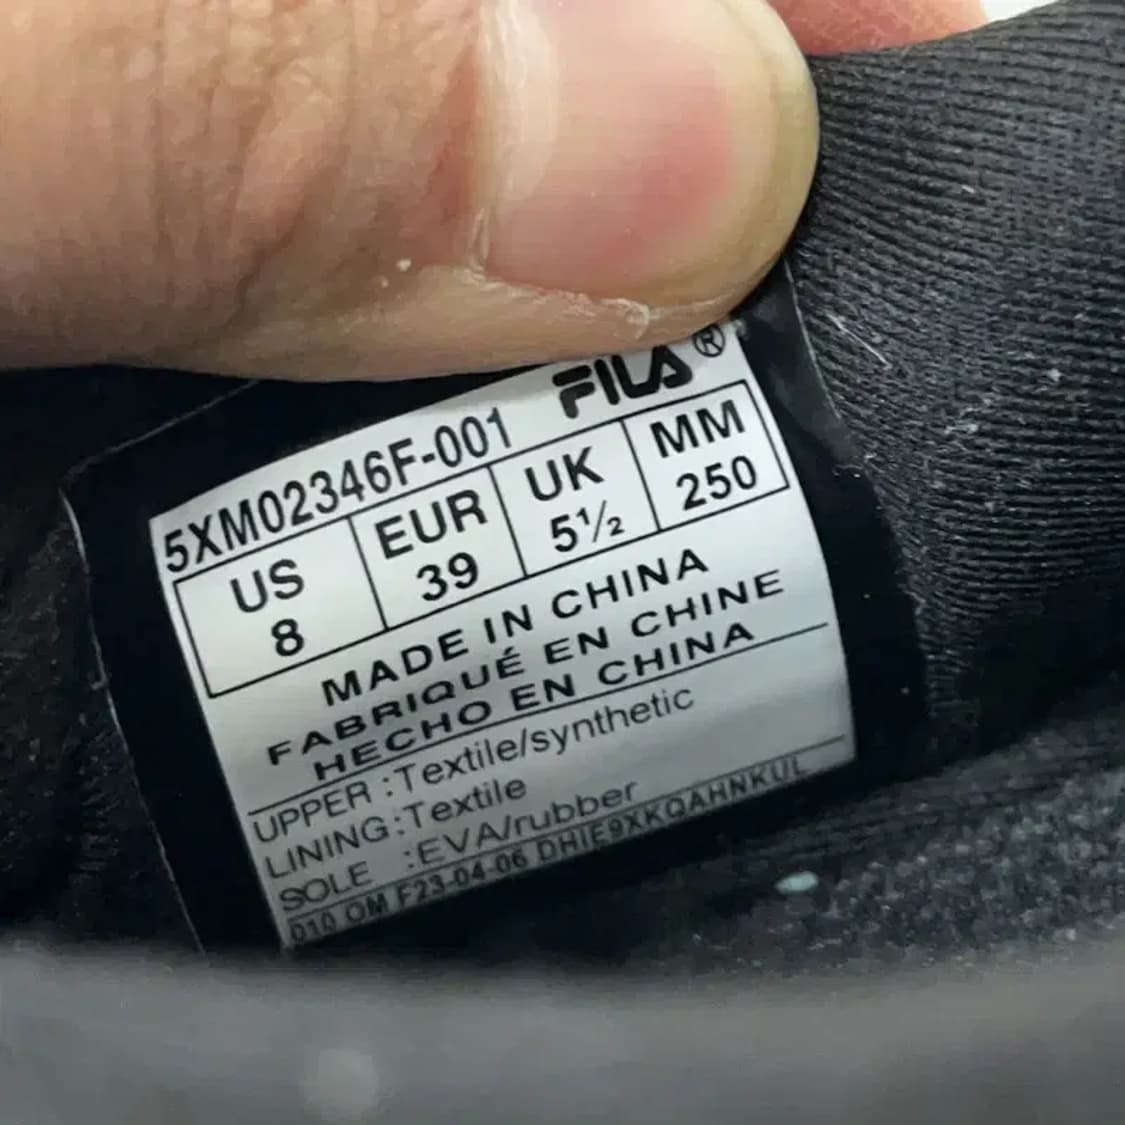 FILA®
5XM02346F-001
US EUR UK MM
8 39 5½ 250
MADE IN CHINA
FABRIQUÉ EN CHINE
HECHO EN CHINA
UPPER :Textile/synthetic
LINING:Textile
SOLE :EVA/rubber
010 OM F23-04-06 DHIE9XKQAHNKUL